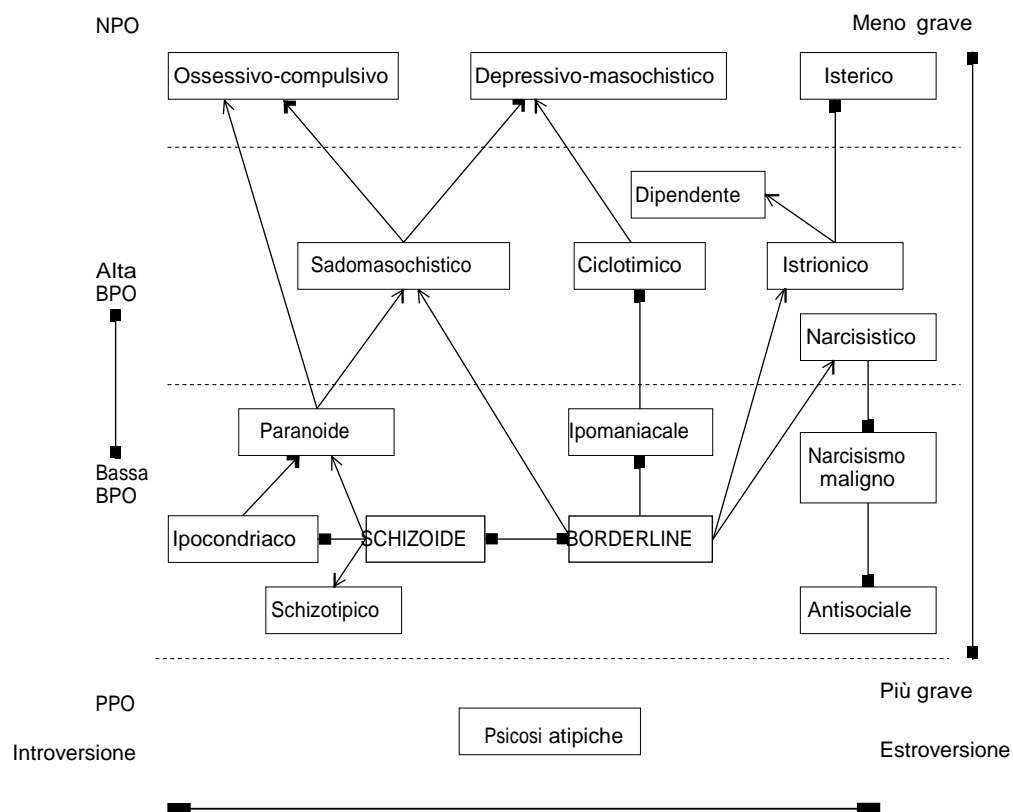 NPO
Meno grave
Ossessivo-compulsivo
Depressivo-masochistico
Isterico
Dipendente
Sadomasochistico
Ciclotimico
Istrionico
Alta
BPO
Narcisistico
Paranoide
Ipomaniacale
Narcisismo
maligno
Bassa
BPO
Ipocondriaco
SCHIZOIDE
BORDERLINE
Schizotipico
Antisociale
PPO
Più grave
Psicosi atipiche
Introversione
Estroversione